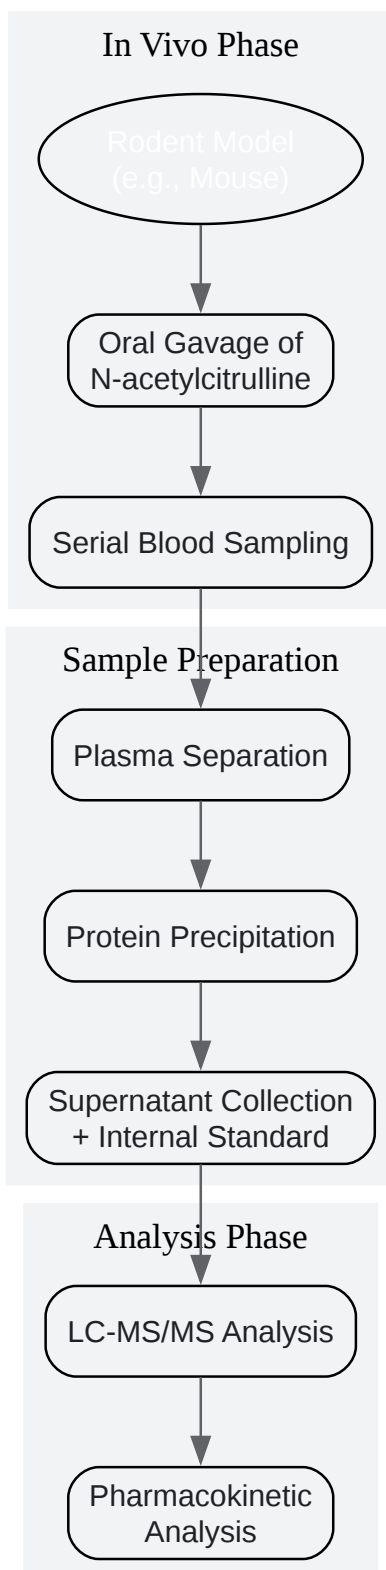 In Vivo Phase
Rodent Model
(e.g., Mouse)
Oral Gavage of
N-acetylcitrulline
Serial Blood Sampling
Sample Preparation
Plasma Separation
Protein Precipitation
Supernatant Collection
+ Internal Standard
Analysis Phase
LC-MS/MS Analysis
Pharmacokinetic
Analysis